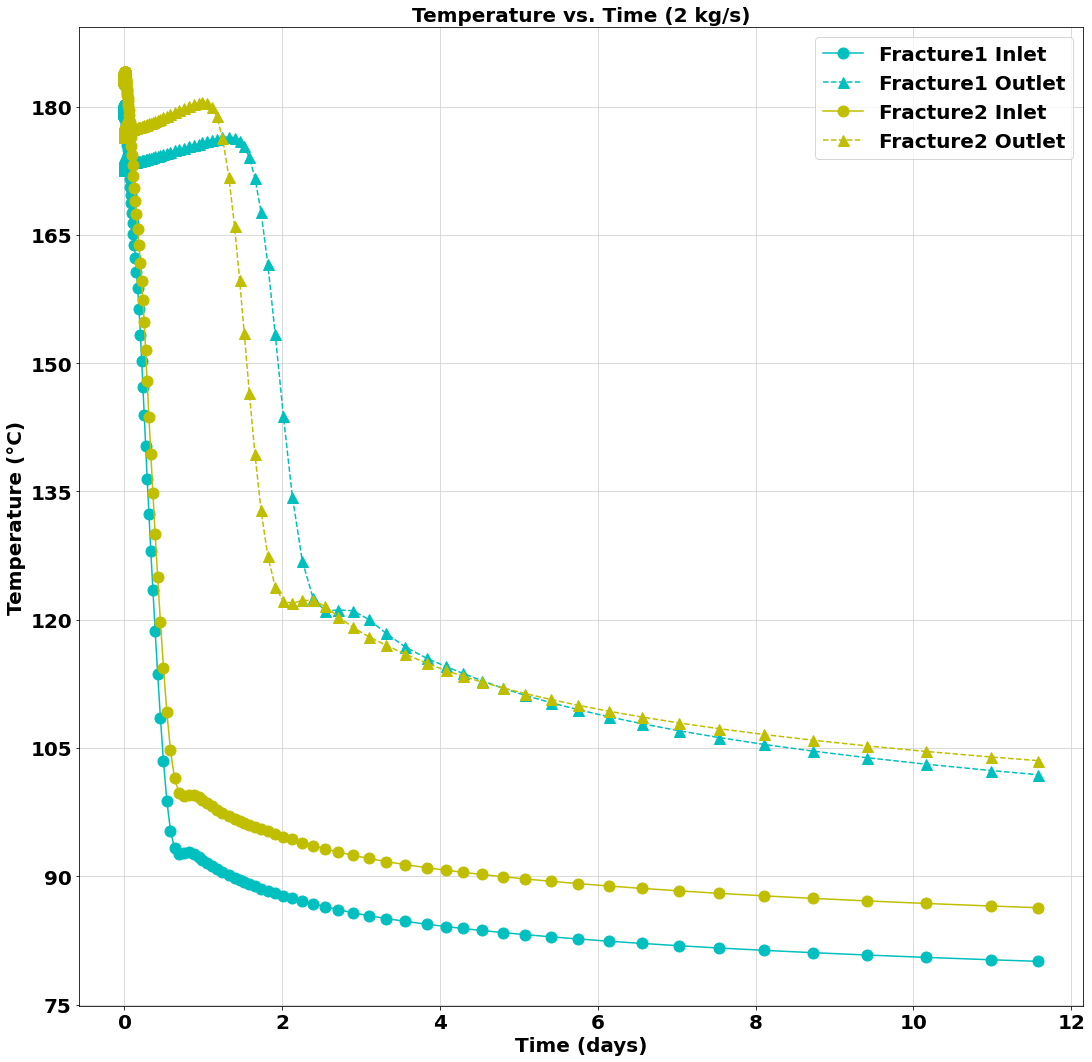 Temperature vs. Time (2 kg/s)
Fracture1 Inlet
Fracture1 Outlet
Fracture2 Inlet
Fracture2 Outlet
Temperature (°C)
180
165
150
135
120
105
90
75
0 2 4 6 8 10 12
Time (days)